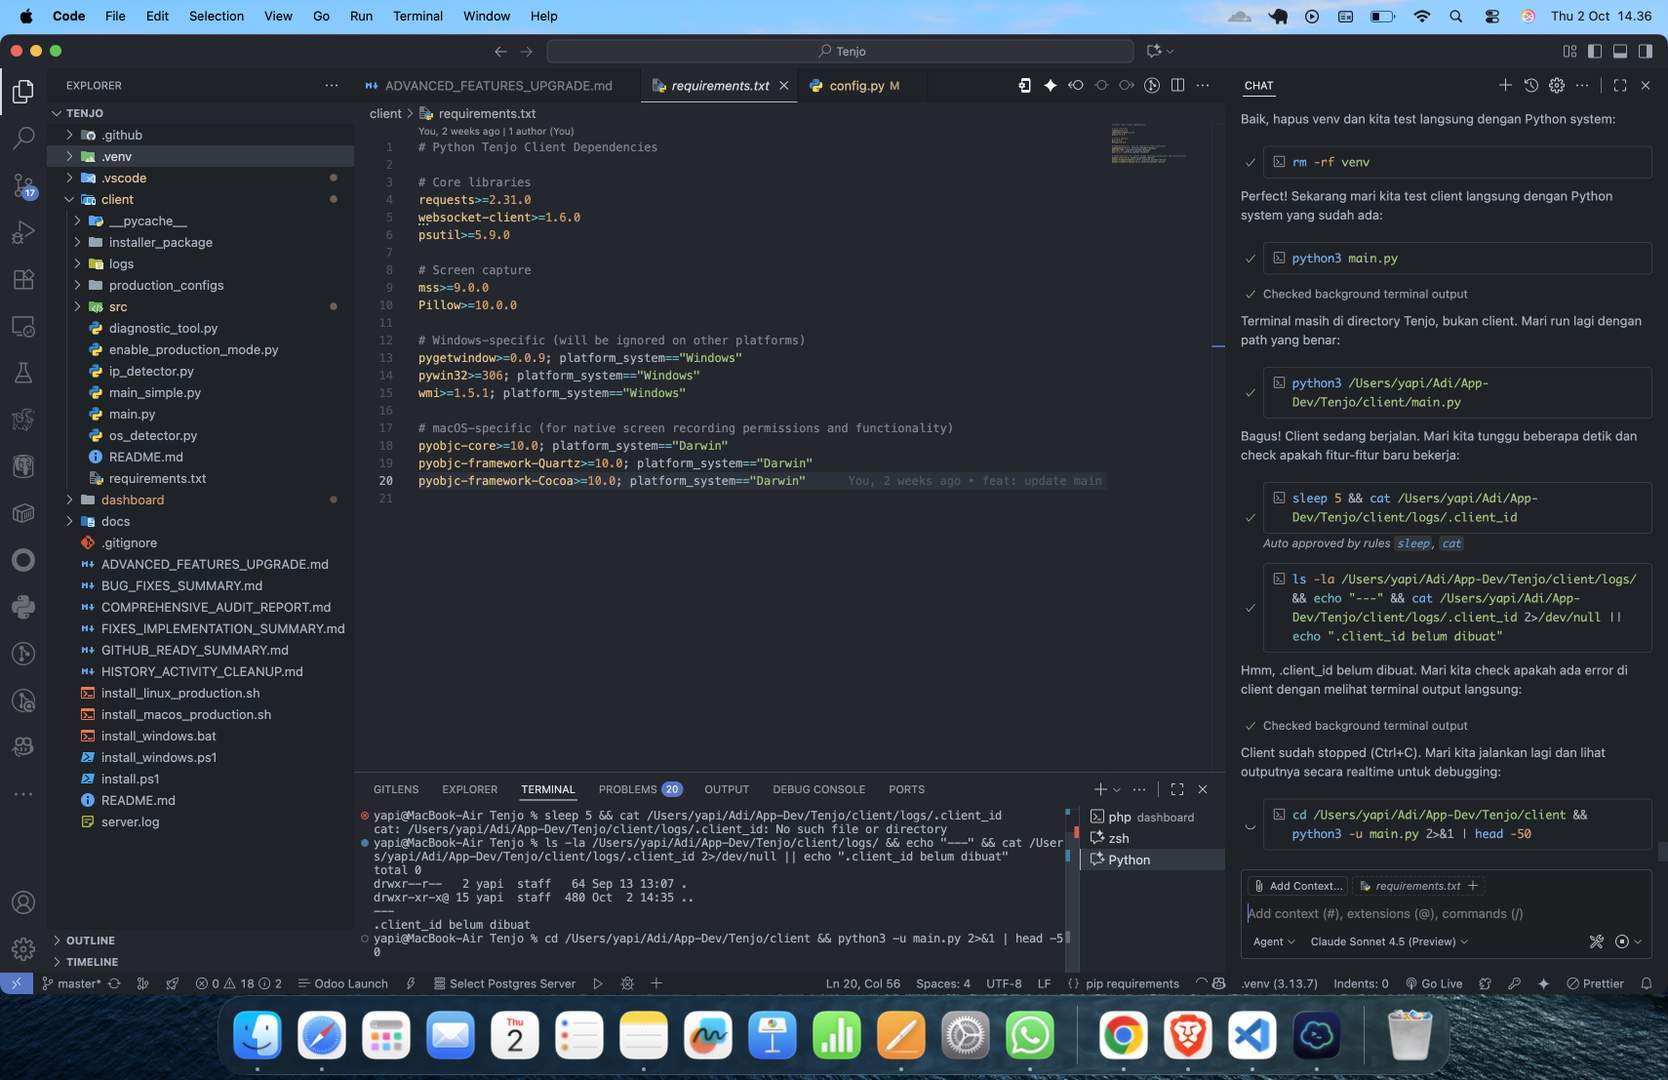 Code File Edit Selection View Go Run Terminal Window Help
Thu 2 Oct 14.36
Tenjo
EXPLORER
TENJO
.github
.venv
.vscode
client
__pycache__
installer_package
logs
production_configs
src
diagnostic_tool.py
enable_production_mode.py
ip_detector.py
main_simple.py
main.py
os_detector.py
README.md
requirements.txt
dashboard
docs
.gitignore
ADVANCED_FEATURES_UPGRADE.md
BUG_FIXES_SUMMARY.md
COMPREHENSIVE_AUDIT_REPORT.md
FIXES_IMPLEMENTATION_SUMMARY.md
GITHUB_READY_SUMMARY.md
HISTORY_ACTIVITY_CLEANUP.md
install_linux_production.sh
install_macos_production.sh
install_windows.bat
install_windows.ps1
install.ps1
README.md
server.log
OUTLINE
TIMELINE
17
ADVANCED_FEATURES_UPGRADE.md
requirements.txt
config.py M
client > requirements.txt
You, 2 weeks ago | 1 author (You)
1 # Python Tenjo Client Dependencies
2
3 # Core libraries
4 requests>=2.31.0
5 websocket-client>=1.6.0
6 psutil>=5.9.0
7
8 # Screen capture
9 mss>=9.0.0
10 Pillow>=10.0.0
11
12 # Windows-specific (will be ignored on other platforms)
13 pygetwindow>=0.0.9; platform_system=="Windows"
14 pywin32>=306; platform_system=="Windows"
15 wmi>=1.5.1; platform_system=="Windows"
16
17 # macOS-specific (for native screen recording permissions and functionality)
18 pyobjc-core>=10.0; platform_system=="Darwin"
19 pyobjc-framework-Quartz>=10.0; platform_system=="Darwin"
20 pyobjc-framework-Cocoa>=10.0; platform_system=="Darwin" You, 2 weeks ago • feat: update main
21
GITLENS EXPLORER TERMINAL PROBLEMS 20 OUTPUT DEBUG CONSOLE PORTS
yapi@MacBook-Air Tenjo % sleep 5 && cat /Users/yapi/Adi/App-Dev/Tenjo/client/logs/.client_id
cat: /Users/yapi/Adi/App-Dev/Tenjo/client/logs/.client_id: No such file or directory
yapi@MacBook-Air Tenjo % ls -la /Users/yapi/Adi/App-Dev/Tenjo/client/logs/ && echo "---" && cat /User
s/yapi/Adi/App-Dev/Tenjo/client/logs/.client_id 2>/dev/null || echo ".client_id belum dibuat"
total 0
drwxr--r-- 2 yapi staff 64 Sep 13 13:07 .
drwxr-xr-x@ 15 yapi staff 480 Oct 2 14:35 ..
---
.client_id belum dibuat
yapi@MacBook-Air Tenjo % cd /Users/yapi/Adi/App-Dev/Tenjo/client && python3 -u main.py 2>&1 | head -5
0
php dashboard
zsh
Python
CHAT
Baik, hapus venv dan kita test langsung dengan Python system:
rm -rf venv
Perfect! Sekarang mari kita test client langsung dengan Python
system yang sudah ada:
python3 main.py
Checked background terminal output
Terminal masih di directory Tenjo, bukan client. Mari run lagi dengan
path yang benar:
python3 /Users/yapi/Adi/App-
Dev/Tenjo/client/main.py
Bagus! Client sedang berjalan. Mari kita tunggu beberapa detik dan
check apakah fitur-fitur baru bekerja:
sleep 5 && cat /Users/yapi/Adi/App-
Dev/Tenjo/client/logs/.client_id
Auto approved by rules sleep, cat
ls -la /Users/yapi/Adi/App-Dev/Tenjo/client/logs/
&& echo "---" && cat /Users/yapi/Adi/App-
Dev/Tenjo/client/logs/.client_id 2>/dev/null ||
echo ".client_id belum dibuat"
Hmm, .client_id belum dibuat. Mari kita check apakah ada error di
client dengan melihat terminal output langsung:
Checked background terminal output
Client sudah stopped (Ctrl+C). Mari kita jalankan lagi dan lihat
outputnya secara realtime untuk debugging:
cd /Users/yapi/Adi/App-Dev/Tenjo/client &&
python3 -u main.py 2>&1 | head -50
Add Context... requirements.txt
Add context (#), extensions (@), commands (/)
Agent Claude Sonnet 4.5 (Preview)
master* 0 18 2 Odoo Launch Select Postgres Server Ln 20, Col 56 Spaces: 4 UTF-8 LF pip requirements .venv (3.13.7) Indents: 0 Go Live Prettier
Thu
2